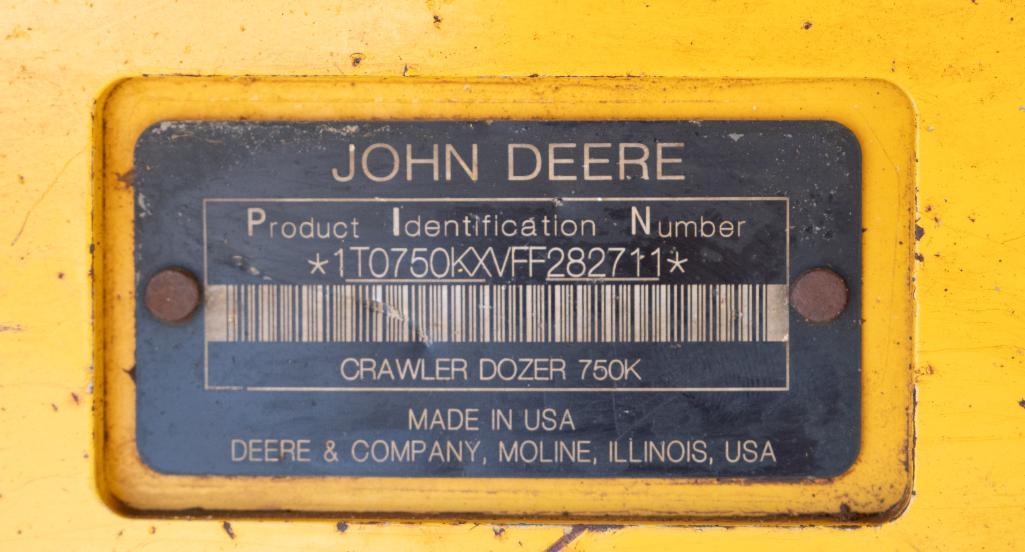 JOHN DEERE
Product Identification Number
*1T0750KXVFF282711*
CRAWLER DOZER 750K
MADE IN USA
DEERE & COMPANY, MOLINE, ILLINOIS, USA